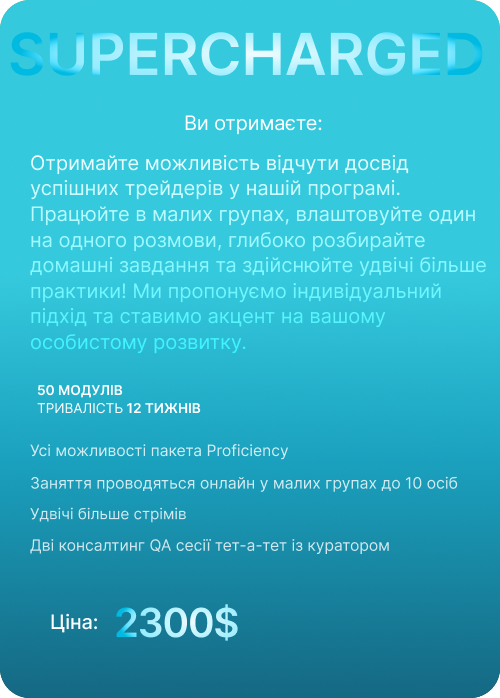 SUPERCHARGED
Ви отримаєте:
Отримайте можливість відчути досвід
успішних трейдерів у нашій програмі.
Працюйте в малих групах, влаштовуйте один
на одного розмови, глибоко розбирайте
домашні завдання та здійснюйте удвічі більше
практики! Ми пропонуємо індивідуальний
підхід та ставимо акцент на вашому
особистому розвитку.
50 МОДУЛІВ
ТРИВАЛІСТЬ 12 ТИЖНІВ
Усі можливості пакета Proficiency
Заняття проводяться онлайн у малих групах до 10 осіб
Удвічі більше стрімів
Дві консалтинг QA сесії тет-а-тет із куратором
Ціна: 2300$